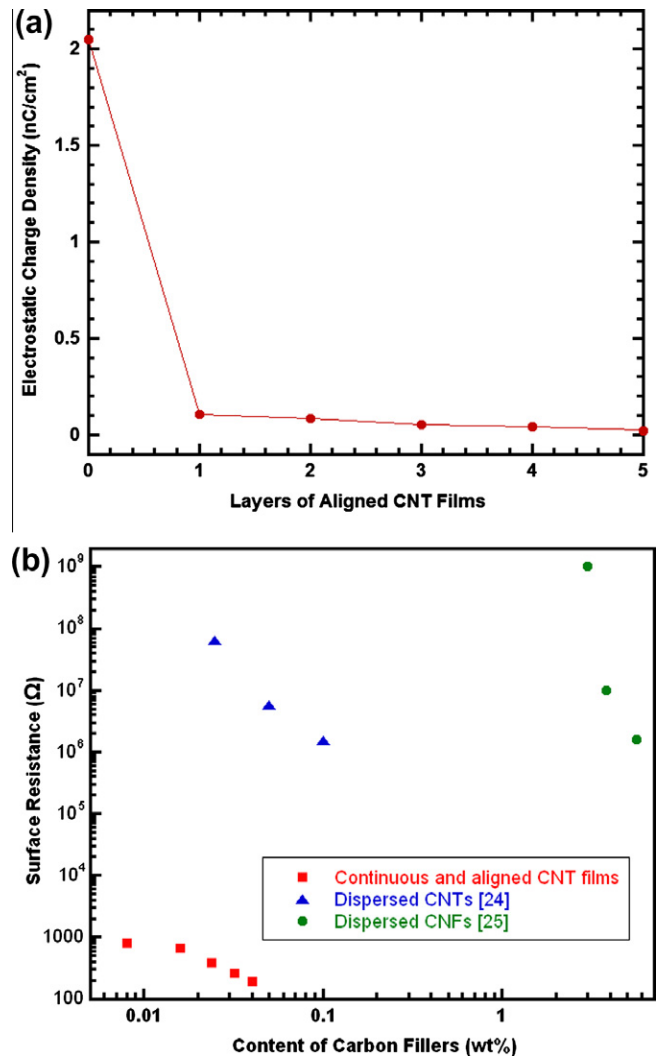 (a)
Electrostatic Charge Density (nC/cm²)
2
1.5
1
0.5
0
0 1 2 3 4 5
Layers of Aligned CNT Films
(b)
Surface Resistance (Ω)
10⁹
10⁸
10⁷
10⁶
10⁵
10⁴
1000
100
Continuous and aligned CNT films
Dispersed CNTs [24]
Dispersed CNFs [25]
0.01 0.1 1
Content of Carbon Fillers (wt%)